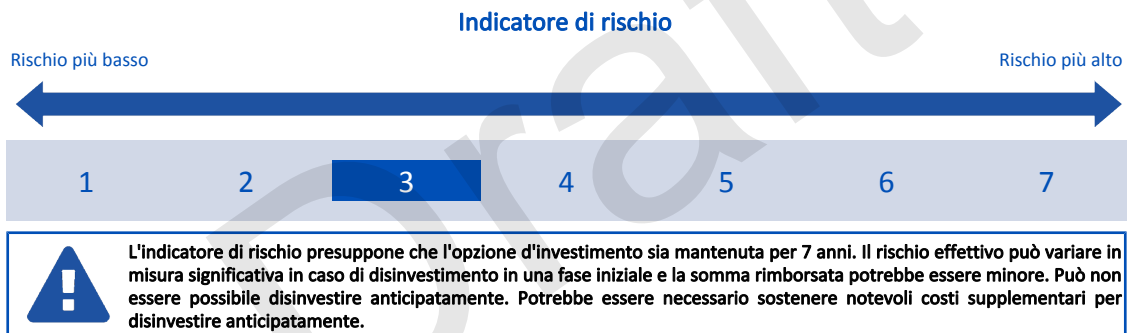 Indicatore di rischio
Rischio più basso
Rischio più alto
1 2 3 4 5 6 7
L'indicatore di rischio presuppone che l'opzione d'investimento sia mantenuta per 7 anni. Il rischio effettivo può variare in
misura significativa in caso di disinvestimento in una fase iniziale e la somma rimborsata potrebbe essere minore. Può non
essere possibile disinvestire anticipatamente. Potrebbe essere necessario sostenere notevoli costi supplementari per
disinvestire anticipatamente.
Draft